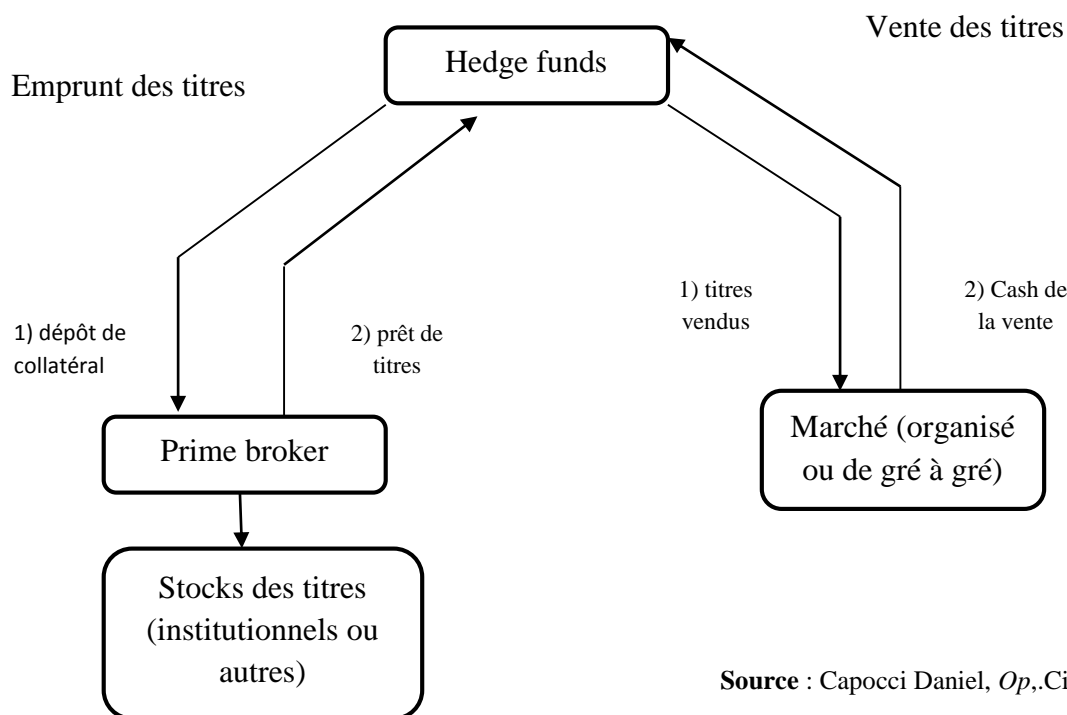 Vente des titres
Hedge funds
Emprunt des titres
1) dépôt de
collatéral
2) prêt de
titres
1) titres
vendus
2) Cash de
la vente
Prime broker
Marché (organisé
ou de gré à gré)
Stocks des titres
(institutionnels ou
autres)
Source : Capocci Daniel, Op,.Ci